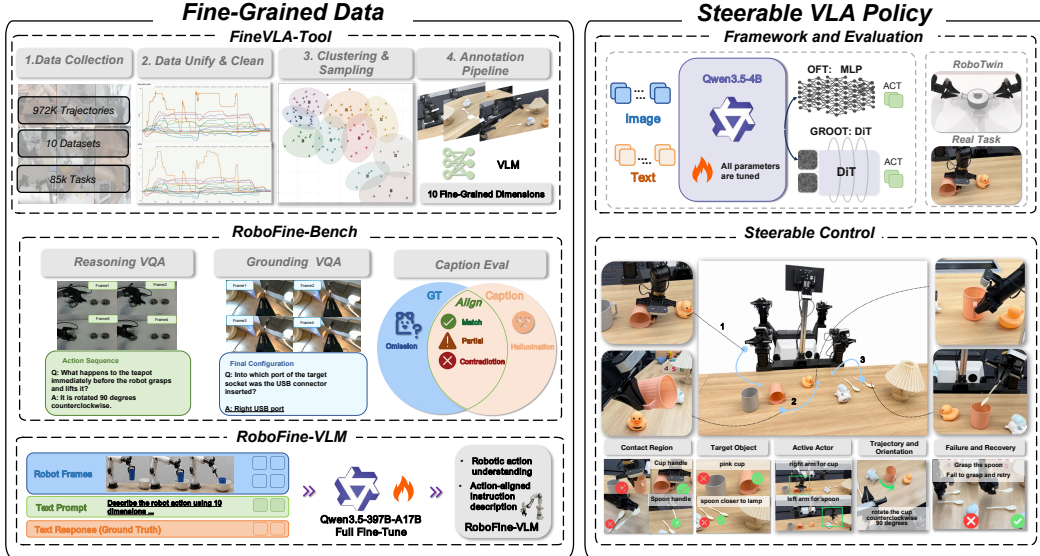 Fine-Grained Data
FineVLA-Tool
1.Data Collection
972K Trajectories
10 Datasets
85k Tasks
2. Data Unify & Clean
3. Clustering &
Sampling
4. Annotation
Pipeline
VLM
10 Fine-Grained Dimensions
RoboFine-Bench
Reasoning VQA
Frame1
Action Sequence
Q: What happens to the teapot
immediately before the robot grasps
and lifts it?
A: It is rotated 90 degrees
counterclockwise.
Grounding VQA
Frame1
Final Configuration
Q: Into which port of the target
socket was the USB connector
inserted?
A: Right USB port
Caption Eval
GT
Caption
Align
Omission
Match
Partial
Contradiction
Hallucination
RoboFine-VLM
Robot Frames
Text Prompt
Describe the robot action using 10
dimensions ...
Text Response (Ground Truth)
Qwen3.5-397B-A17B
Full Fine-Tune
• Robotic action
understanding
• Action-aligned
instruction
description
RoboFine-VLM
Steerable VLA Policy
Framework and Evaluation
Image
Text
Qwen3.5-4B
All parameters
are tuned
OFT: MLP
ACT
GROOT: DiT
DiT
ACT
RoboTwin
Real Task
Steerable Control
1
2
3
Contact Region
Target Object
Active Actor
Trajectory and
Orientation
Failure and Recovery
Cup handle
Spoon handle
pink cup
spoon closer to lamp
right arm for cup
left arm for spoon
rotate the cup
counterclockwise
90 degrees
Grasp the spoon
Fail to grasp and retry